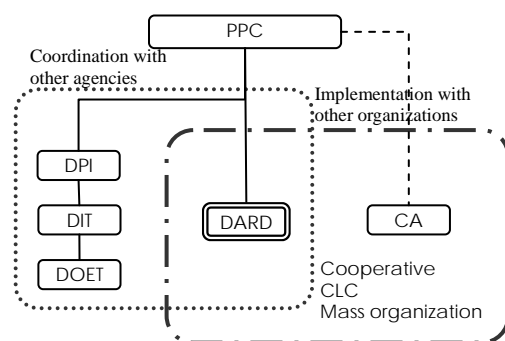 PPC
Coordination with
other agencies
Implementation with
other organizations
DPI
DIT
DARD
CA
DOET
Cooperative
CLC
Mass organization